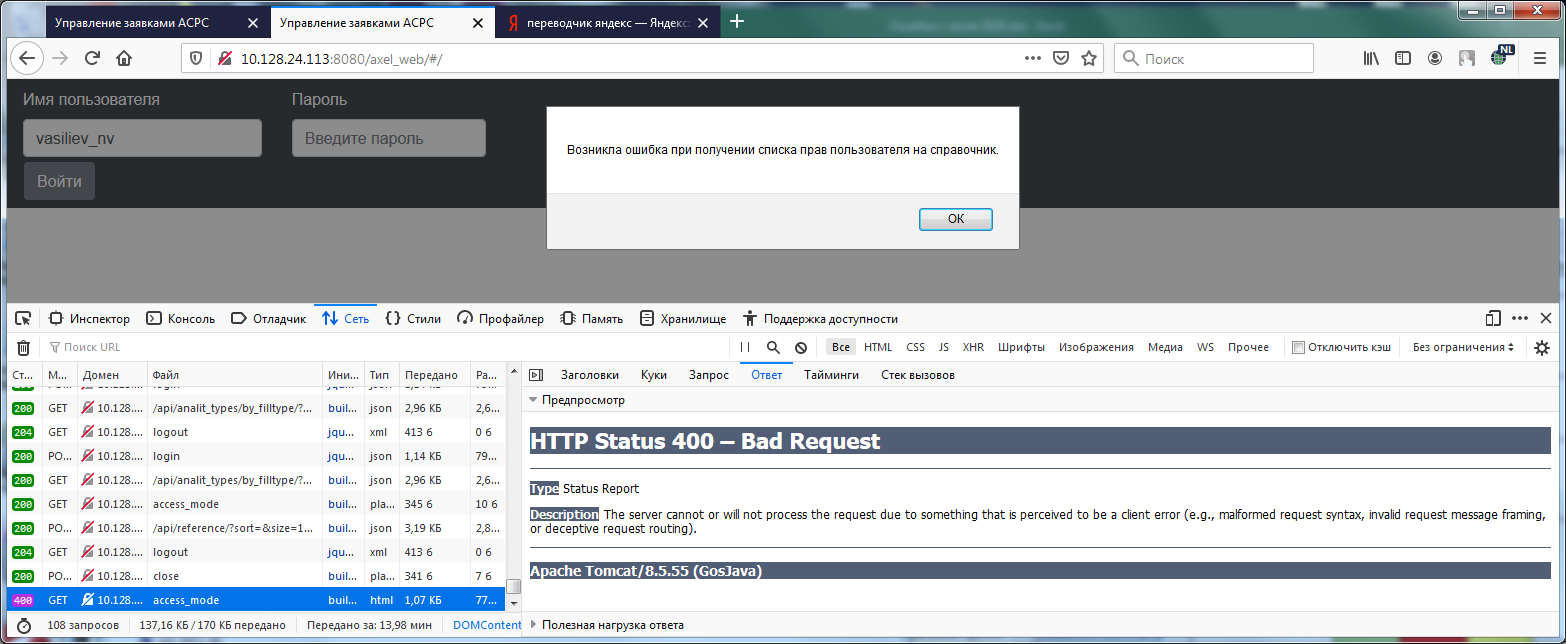 Управление заявками АСРС
Управление заявками АСРС
переводчик яндекс — Яндекс
10.128.24.113:8080/axel_web/#/
Поиск
NL
Имя пользователя
Пароль
vasiliev_nv
Введите пароль
Войти
Возникла ошибка при получении списка прав пользователя на справочник.
OK
Инспектор
Консоль
Отладчик
Сеть
Стили
Профайлер
Память
Хранилище
Поддержка доступности
Поиск URL
Все HTML CSS JS XHR Шрифты Изображения Медиа WS Прочее
Отключить кэш
Без ограничения
Ст... М... Домен Файл Ини... Тип Передано Ра...
200 GET 10.128.... /api/analit_types/by_filltype/?... buil... json 2,96 КБ 2,6...
204 GET 10.128.... logout jqu... xml 413 б 0 б
200 PO... 10.128.... login jqu... json 1,14 КБ 79...
200 GET 10.128.... /api/analit_types/by_filltype/?... buil... json 2,96 КБ 2,6...
200 GET 10.128.... access_mode buil... pla... 345 б 10 б
200 PO... 10.128.... /api/reference/?sort=&size=1... buil... json 3,19 КБ 2,8...
204 GET 10.128.... logout jqu... xml 413 б 0 б
200 PO... 10.128.... close buil... pla... 341 б 7 б
400 GET 10.128.... access_mode buil... html 1,07 КБ 77...
108 запросов
137,16 КБ / 170 КБ передано
Передано за: 13,98 мин
DOMContent
Заголовки
Куки
Запрос
Ответ
Тайминги
Стек вызовов
Предпросмотр
HTTP Status 400 – Bad Request
Type Status Report
Description The server cannot or will not process the request due to something that is perceived to be a client error (e.g., malformed request syntax, invalid request message framing,
or deceptive request routing).
Apache Tomcat/8.5.55 (GosJava)
Полезная нагрузка ответа